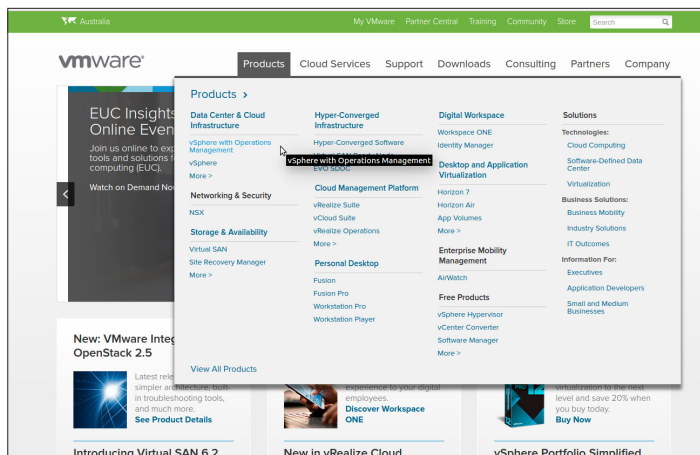 Australia
My VMware Partner Central Training Community Store Search
vmware®
Products Cloud Services Support Downloads Consulting Partners Company
EUC Insights
Online Even
Join us online to exp
tools and solutions f
computing (EUC).
Watch on Demand Now
Products >
Data Center & Cloud
Infrastructure
vSphere with Operations
Management
vSphere
More >
Networking & Security
NSX
Storage & Availability
Virtual SAN
Site Recovery Manager
More >
View All Products
Hyper-Converged
Infrastructure
Hyper-Converged Software
vSphere with Operations Management
EVO SDDC
Cloud Management Platform
vRealize Suite
vCloud Suite
vRealize Operations
More >
Personal Desktop
Fusion
Fusion Pro
Workstation Pro
Workstation Player
Digital Workspace
Workspace ONE
Identity Manager
Desktop and Application
Virtualization
Horizon 7
Horizon Air
App Volumes
More >
Enterprise Mobility
Management
AirWatch
Free Products
vSphere Hypervisor
vCenter Converter
Software Manager
More >
Solutions
Technologies:
Cloud Computing
Software-Defined Data
Center
Virtualization
Business Solutions:
Business Mobility
Industry Solutions
IT Outcomes
Information For:
Executives
Application Developers
Small and Medium
Businesses
New: VMware Integ
OpenStack 2.5
Latest rele
simpler architecture, built-
in troubleshooting tools,
and much more.
See Product Details
experience to your digital
employees.
Discover Workspace
ONE
PRO
virtualization to the next
level and save 20% when
you buy today.
Buy Now
Introducing Virtual SAN 6.2
New in vRealize Cloud
vSphere Portfolio Simplified